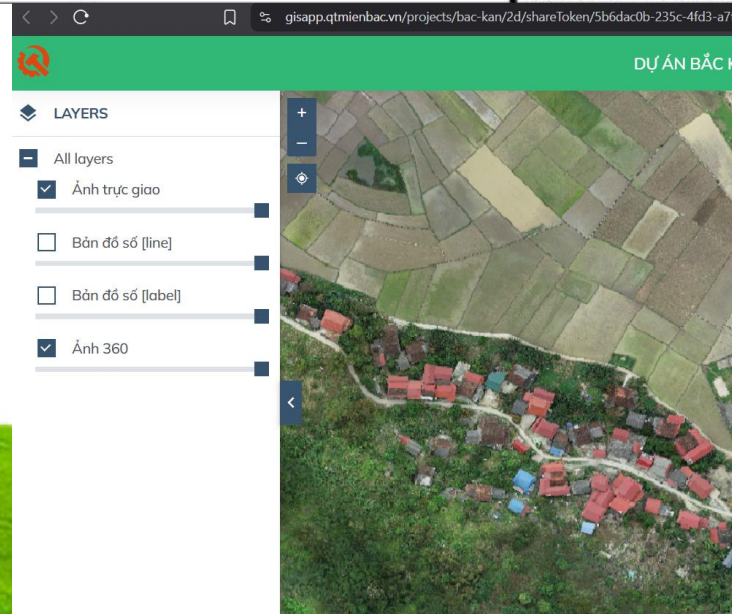 gisapp.qtmienbac.vn/projects/bac-kan/2d/shareToken/5b6dac0b-235c-4fd3-a7
DỰ ÁN BẮC K
LAYERS
All layers
Ảnh trực giao
Bản đồ số [line]
Bản đồ số [label]
Ảnh 360